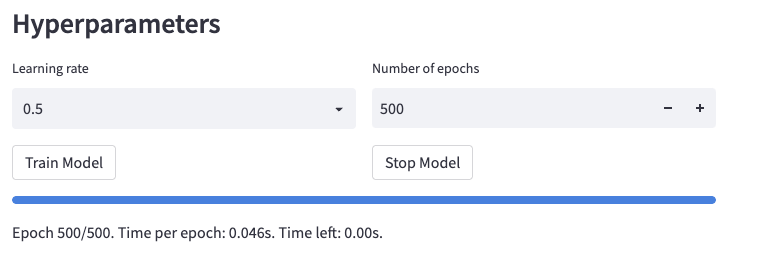 Hyperparameters
Learning rate
Number of epochs
0.5
500
Train Model
Stop Model
Epoch 500/500. Time per epoch: 0.046s. Time left: 0.00s.